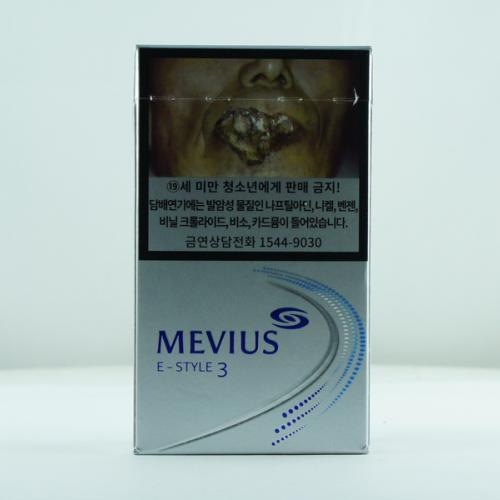 ⑲세 미만 청소년에게 판매 금지!
담배연기에는 발암성 물질인 나프틸아민, 니켈, 벤젠,
비닐 크롤라이드, 비소, 카드뮴이 들어있습니다.
금연상담전화 1544-9030
MEVIUS
E - STYLE 3